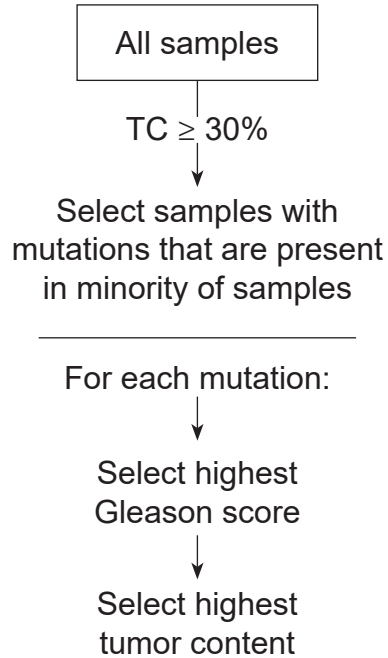 All samples
TC ≥ 30%
Select samples with
mutations that are present
in minority of samples
For each mutation:
Select highest
Gleason score
Select highest
tumor content